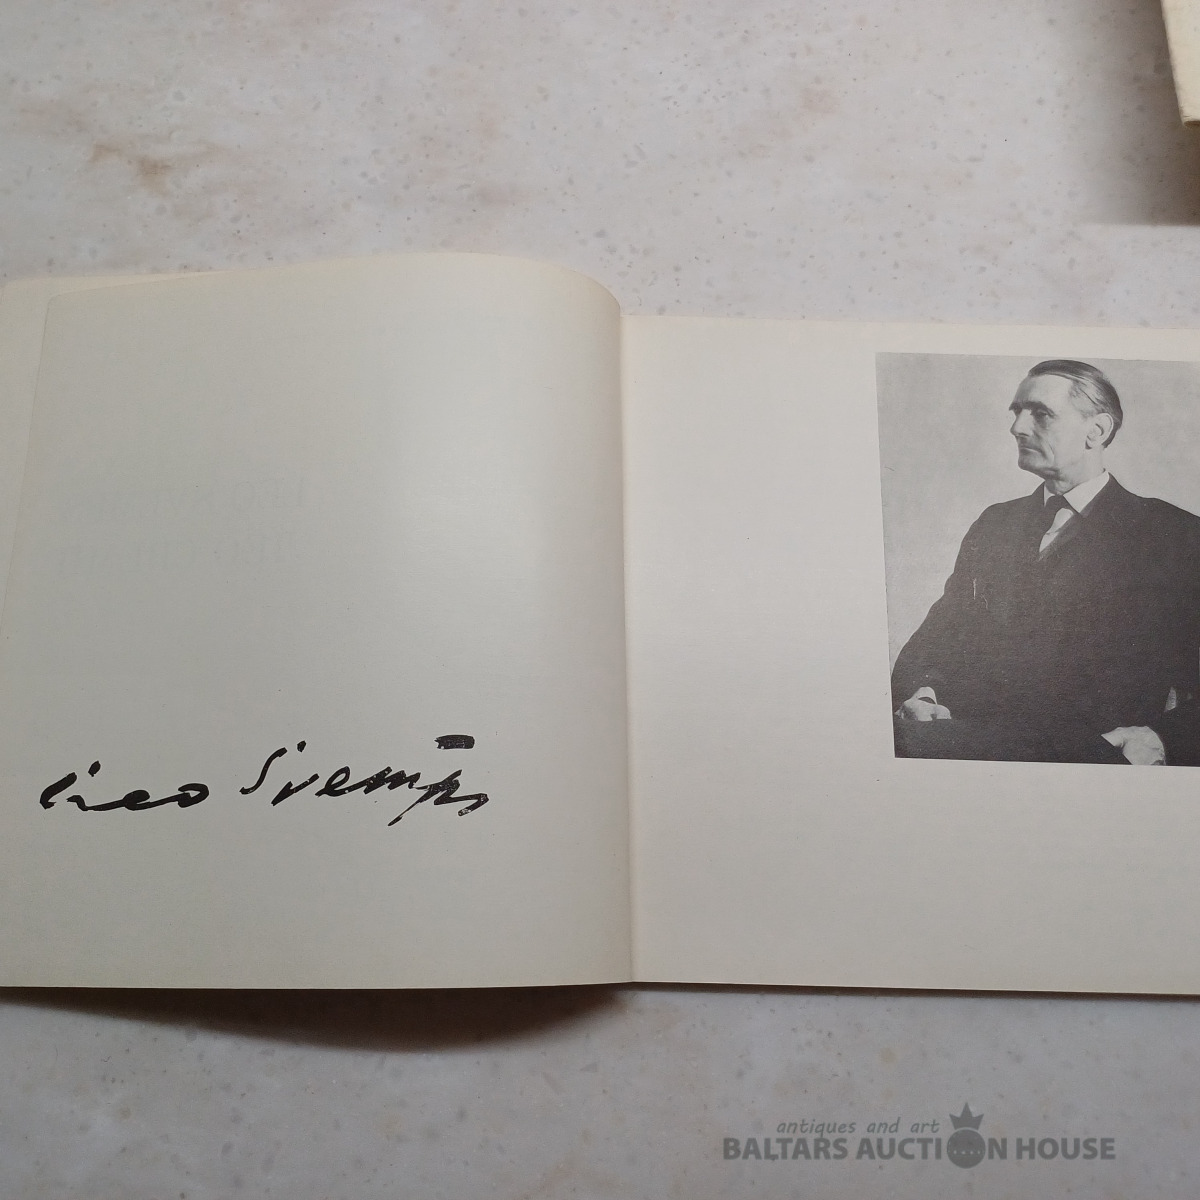 Leo Svemps
antiques and art
BALTARS AUCTION HOUSE